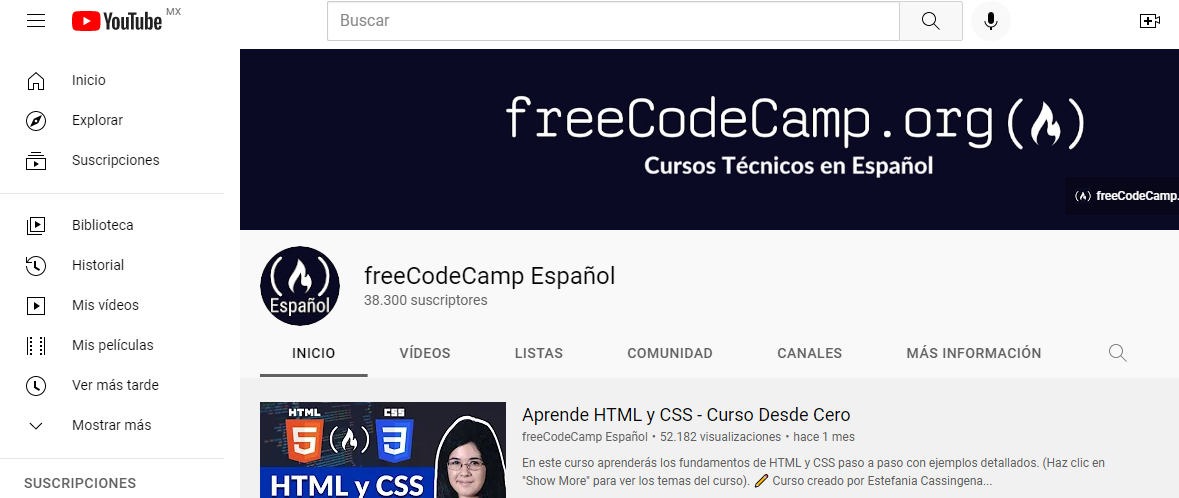 YouTube MX
Buscar
Inicio
Explorar
Suscripciones
Biblioteca
Historial
Mis vídeos
Mis películas
Ver más tarde
Mostrar más
SUSCRIPCIONES
freeCodeCamp.org(🔥)
Cursos Técnicos en Español
(🔥) freeCodeCamp.
Español
freeCodeCamp Español
38.300 suscriptores
INICIO VÍDEOS LISTAS COMUNIDAD CANALES MÁS INFORMACIÓN
HTML CSS
5 (🔥) 3
HTML y CSS
Aprende HTML y CSS - Curso Desde Cero
freeCodeCamp Español • 52.182 visualizaciones • hace 1 mes
En este curso aprenderás los fundamentos de HTML y CSS paso a paso con ejemplos detallados. (Haz clic en
"Show More" para ver los temas del curso). ✏️ Curso creado por Estefania Cassingena...